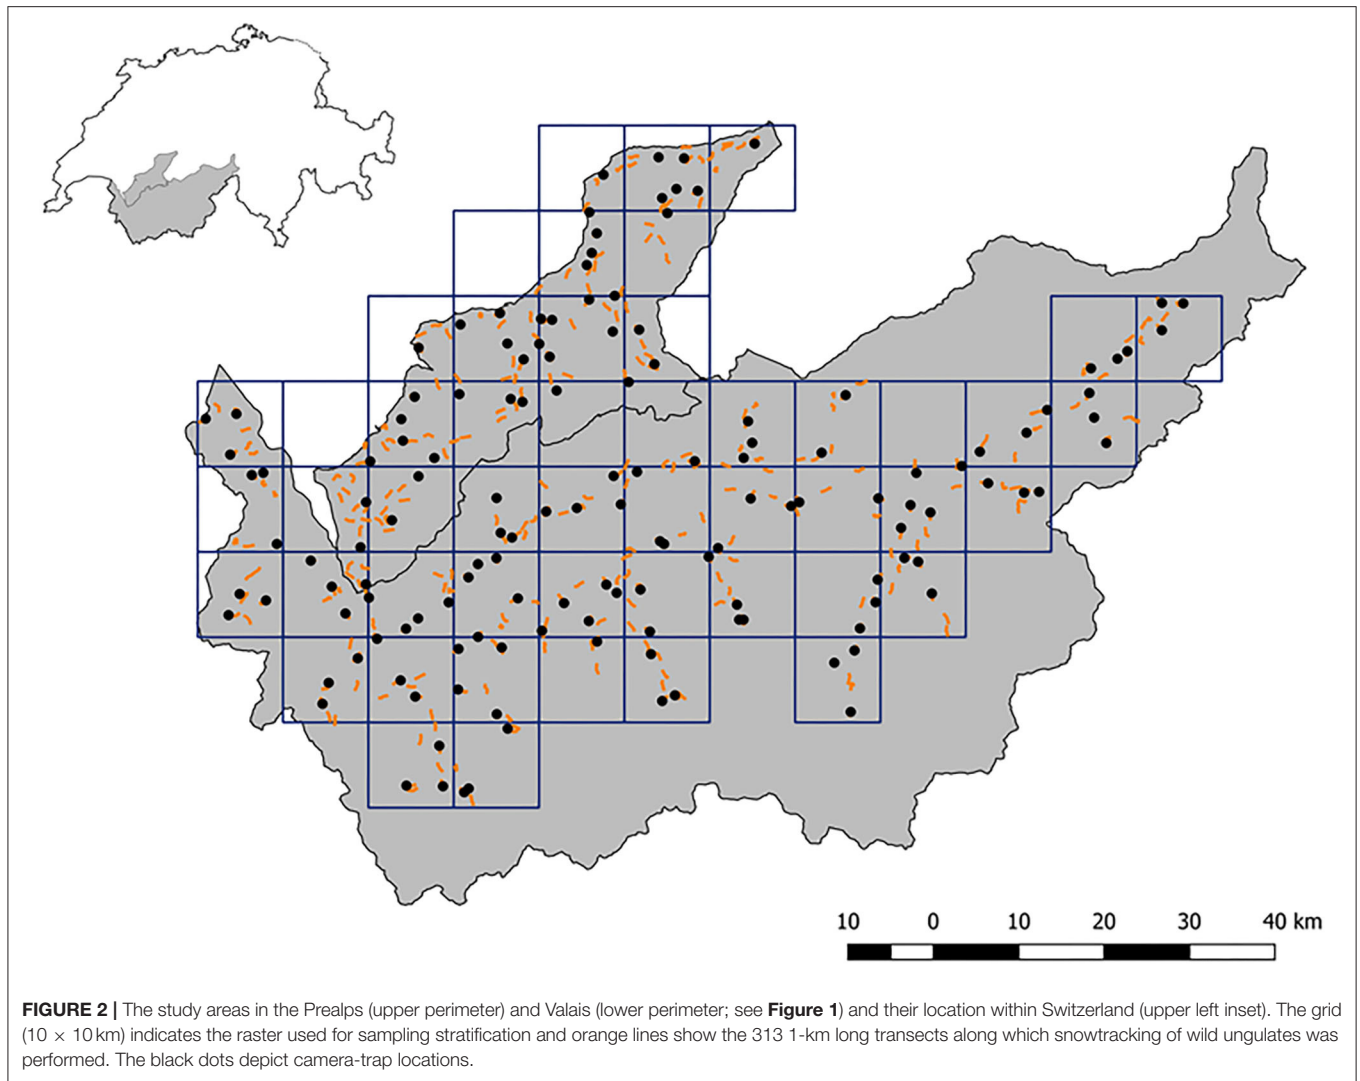 10 0 10 20 30 40 km
FIGURE 2 | The study areas in the Prealps (upper perimeter) and Valais (lower perimeter; see Figure 1) and their location within Switzerland (upper left inset). The grid
(10 × 10 km) indicates the raster used for sampling stratification and orange lines show the 313 1-km long transects along which snowtracking of wild ungulates was
performed. The black dots depict camera-trap locations.